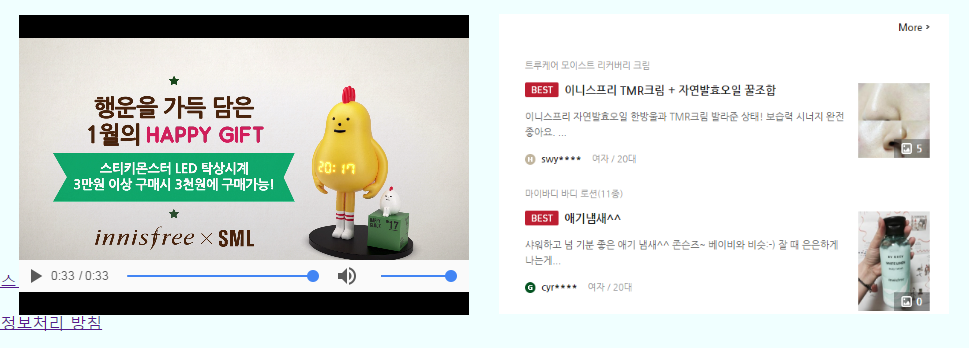 행운을 가득 담은
1월의 HAPPY GIFT
스티키몬스터 LED 탁상시계
3만원 이상 구매시 3천원에 구매가능!
innisfree × SML
20:17
'17
스
0:33 / 0:33
정보처리 방침
More >
트루케어 모이스트 리커버리 크림
BEST 이니스프리 TMR크림 + 자연발효오일 꿀조합
이니스프리 자연발효오일 한방울과 TMR크림 발라준 상태! 보습력 시너지 완전
좋아요. ...
5
H swy**** 여자 / 20대
마이바디 바디 로션(11종)
BEST 애기냄새^^
샤워하고 넘 기분 좋은 애기 냄새^^ 존슨즈~ 베이비와 비슷:-) 잘 때 은은하게
나는게...
0
G cyr**** 여자 / 20대